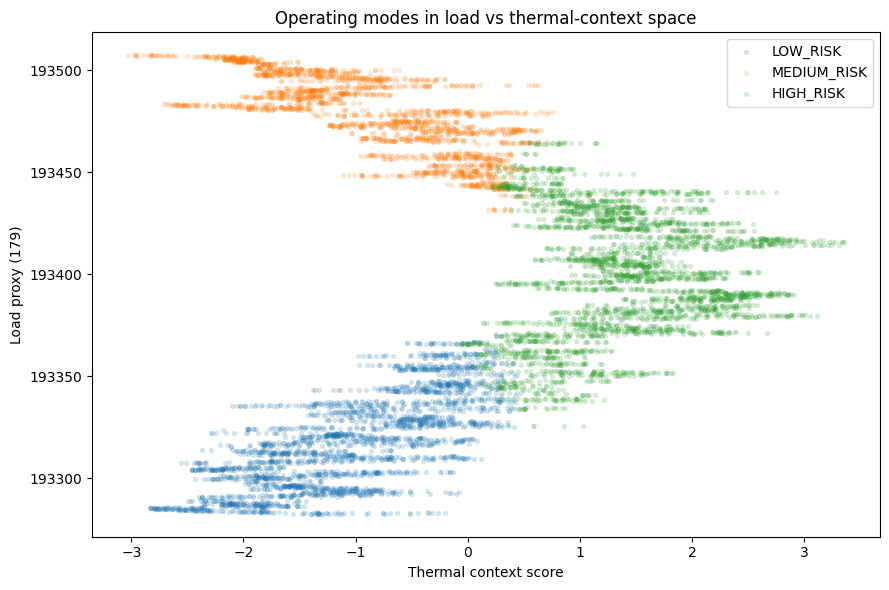 Operating modes in load vs thermal-context space
LOW_RISK
MEDIUM_RISK
HIGH_RISK
193500
193450
193400
193350
193300
Load proxy (179)
−3
−2
−1
0
1
2
3
Thermal context score